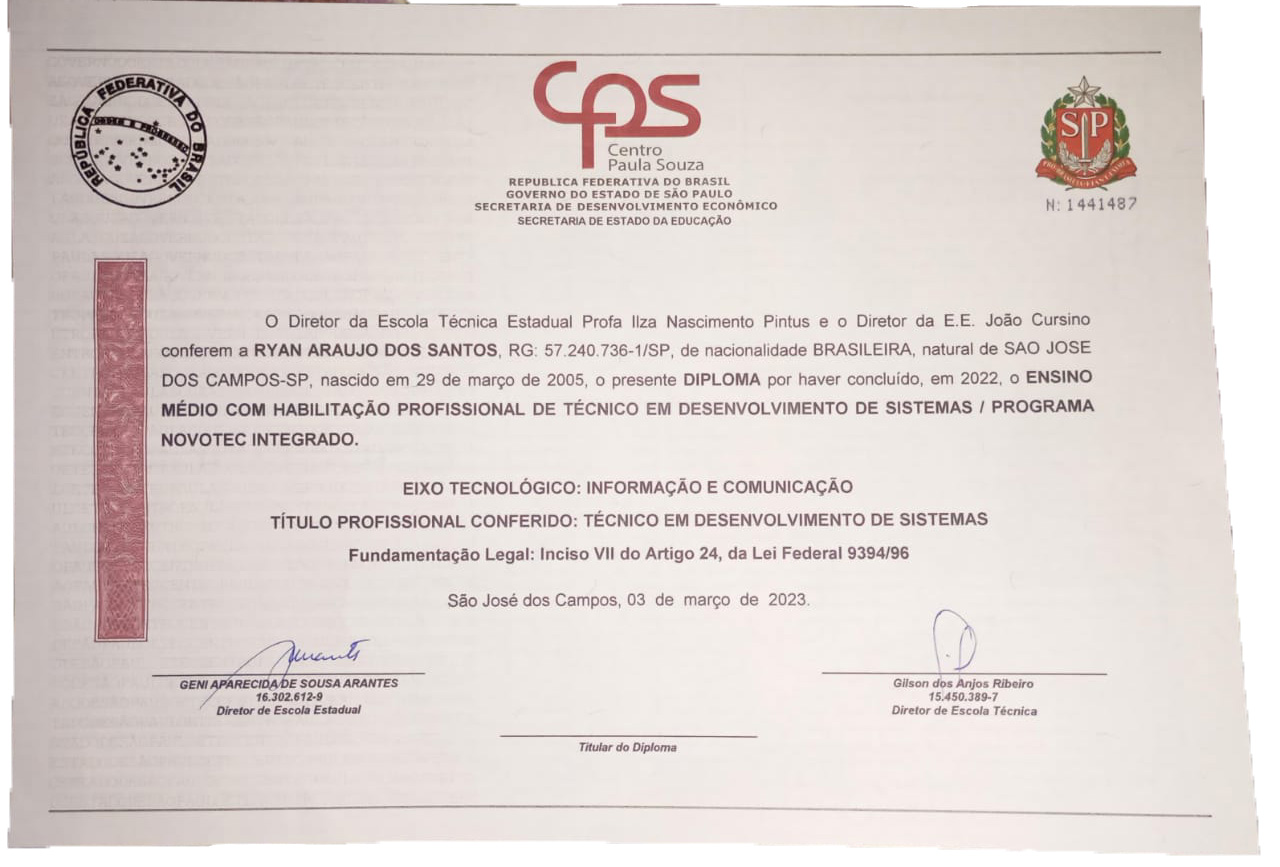 REPÚBLICA FEDERATIVA DO BRASIL
ORDEM E PROGRESSO
cps
Centro
Paula Souza
REPUBLICA FEDERATIVA DO BRASIL
GOVERNO DO ESTADO DE SÃO PAULO
SECRETARIA DE DESENVOLVIMENTO ECONÔMICO
SECRETARIA DE ESTADO DA EDUCAÇÃO
SP
N: 1441487
O Diretor da Escola Técnica Estadual Profa Ilza Nascimento Pintus e o Diretor da E.E. João Cursino
conferem a RYAN ARAUJO DOS SANTOS, RG: 57.240.736-1/SP, de nacionalidade BRASILEIRA, natural de SAO JOSE
DOS CAMPOS-SP, nascido em 29 de março de 2005, o presente DIPLOMA por haver concluído, em 2022, o ENSINO
MÉDIO COM HABILITAÇÃO PROFISSIONAL DE TÉCNICO EM DESENVOLVIMENTO DE SISTEMAS / PROGRAMA
NOVOTEC INTEGRADO.
EIXO TECNOLÓGICO: INFORMAÇÃO E COMUNICAÇÃO
TÍTULO PROFISSIONAL CONFERIDO: TÉCNICO EM DESENVOLVIMENTO DE SISTEMAS
Fundamentação Legal: Inciso VII do Artigo 24, da Lei Federal 9394/96
São José dos Campos, 03 de março de 2023.
GENI APARECIDA DE SOUSA ARANTES
16.302.612-9
Diretor de Escola Estadual
Gilson dos Anjos Ribeiro
15.450.389-7
Diretor de Escola Técnica
Titular do Diploma